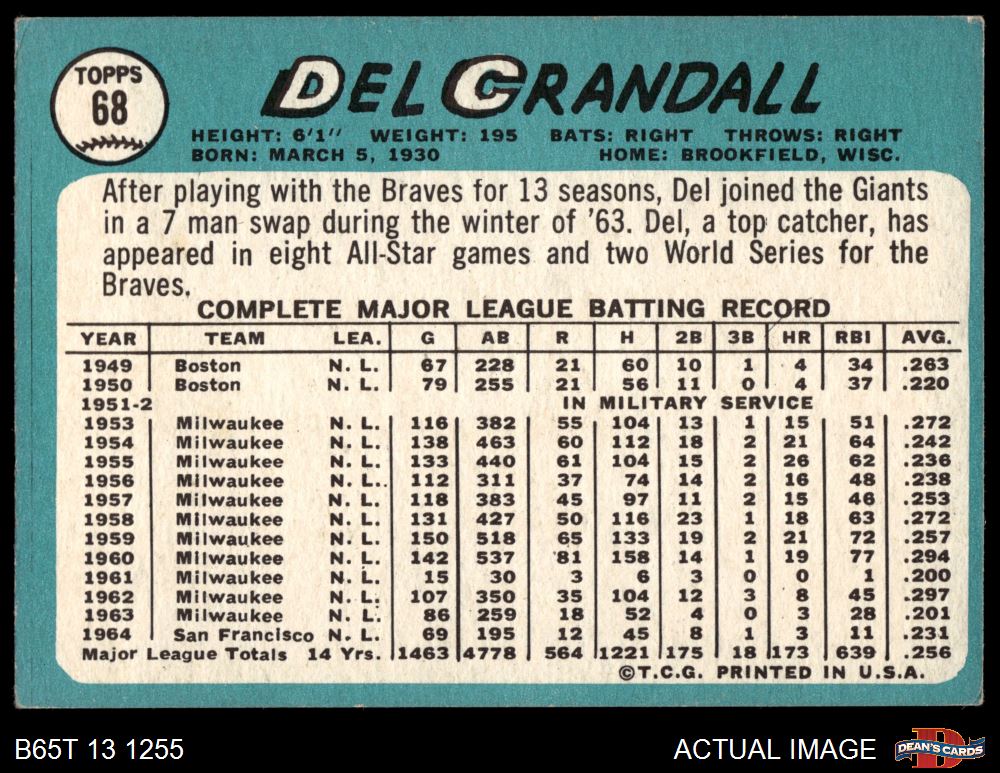 TOPPS
68
DEL CRANDALL
HEIGHT: 6'1" WEIGHT: 195 BATS: RIGHT THROWS: RIGHT
BORN: MARCH 5, 1930 HOME: BROOKFIELD, WISC.
After playing with the Braves for 13 seasons, Del joined the Giants
in a 7 man swap during the winter of '63. Del, a top catcher, has
appeared in eight All-Star games and two World Series for the
Braves.
COMPLETE MAJOR LEAGUE BATTING RECORD
YEAR TEAM LEA. G AB R H 2B 3B HR RBI AVG.
1949 Boston N. L. 67 228 21 60 10 1 4 34 .263
1950 Boston N. L. 79 255 21 56 11 0 4 37 .220
1951-2 IN MILITARY SERVICE
1953 Milwaukee N. L. 116 382 55 104 13 1 15 51 .272
1954 Milwaukee N. L. 138 463 60 112 18 2 21 64 .242
1955 Milwaukee N. L. 133 440 61 104 15 2 26 62 .236
1956 Milwaukee N. L. 112 311 37 74 14 2 16 48 .238
1957 Milwaukee N. L. 118 383 45 97 11 2 15 46 .253
1958 Milwaukee N. L. 131 427 50 116 23 1 18 63 .272
1959 Milwaukee N. L. 150 518 65 133 19 2 21 72 .257
1960 Milwaukee N. L. 142 537 81 158 14 1 19 77 .294
1961 Milwaukee N. L. 15 30 3 6 3 0 0 1 .200
1962 Milwaukee N. L. 107 350 35 104 12 3 8 45 .297
1963 Milwaukee N. L. 86 259 18 52 4 0 3 28 .201
1964 San Francisco N. L. 69 195 12 45 8 1 3 11 .231
Major League Totals 14 Yrs. 1463 4778 564 1221 175 18 173 639 .256
©T.C.G. PRINTED IN U.S.A.
B65T 13 1255 ACTUAL IMAGE
D
DEAN'S CARDS